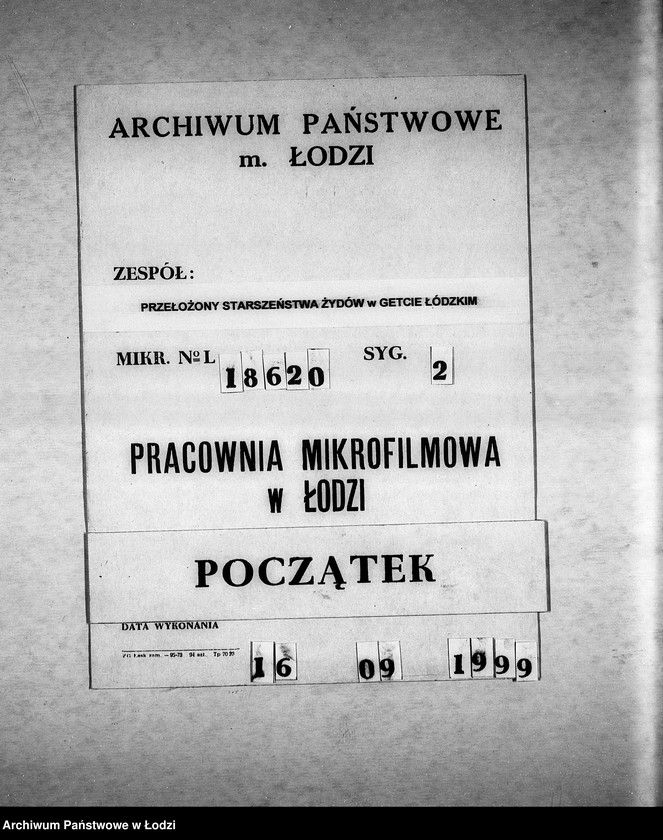 ARCHIWUM PAŃSTWOWE
m. ŁODZI
ZESPÓŁ:
PRZEŁOŻONY STARSZEŃSTWA ŻYDÓW w GETCIE ŁÓDZKIM
MIKR. Nº L 18620 SYG. 2
PRACOWNIA MIKROFILMOWA
w ŁODZI
POCZĄTEK
DATA WYKONANIA
16 09 1999
Archiwum Państwowe w Łodzi